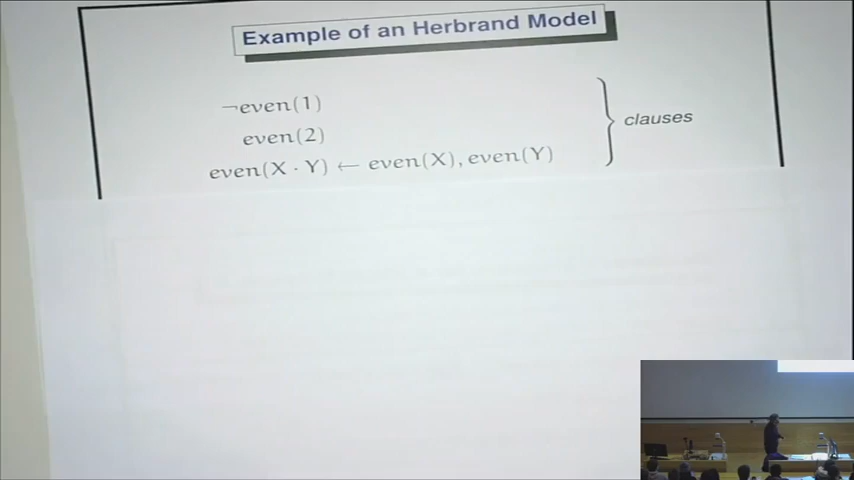 Example of an Herbrand Model
¬even(1)
even(2)
even(X · Y) ← even(X), even(Y)
clauses